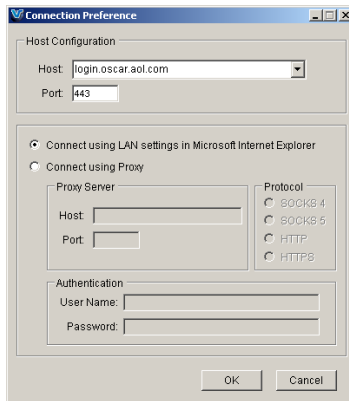 Connection Preference
Host Configuration
Host: login.oscar.aol.com
Port: 443
Connect using LAN settings in Microsoft Internet Explorer
Connect using Proxy
Proxy Server
Host:
Port:
Protocol
SOCKS 4
SOCKS 5
HTTP
HTTPS
Authentication
User Name:
Password:
OK Cancel